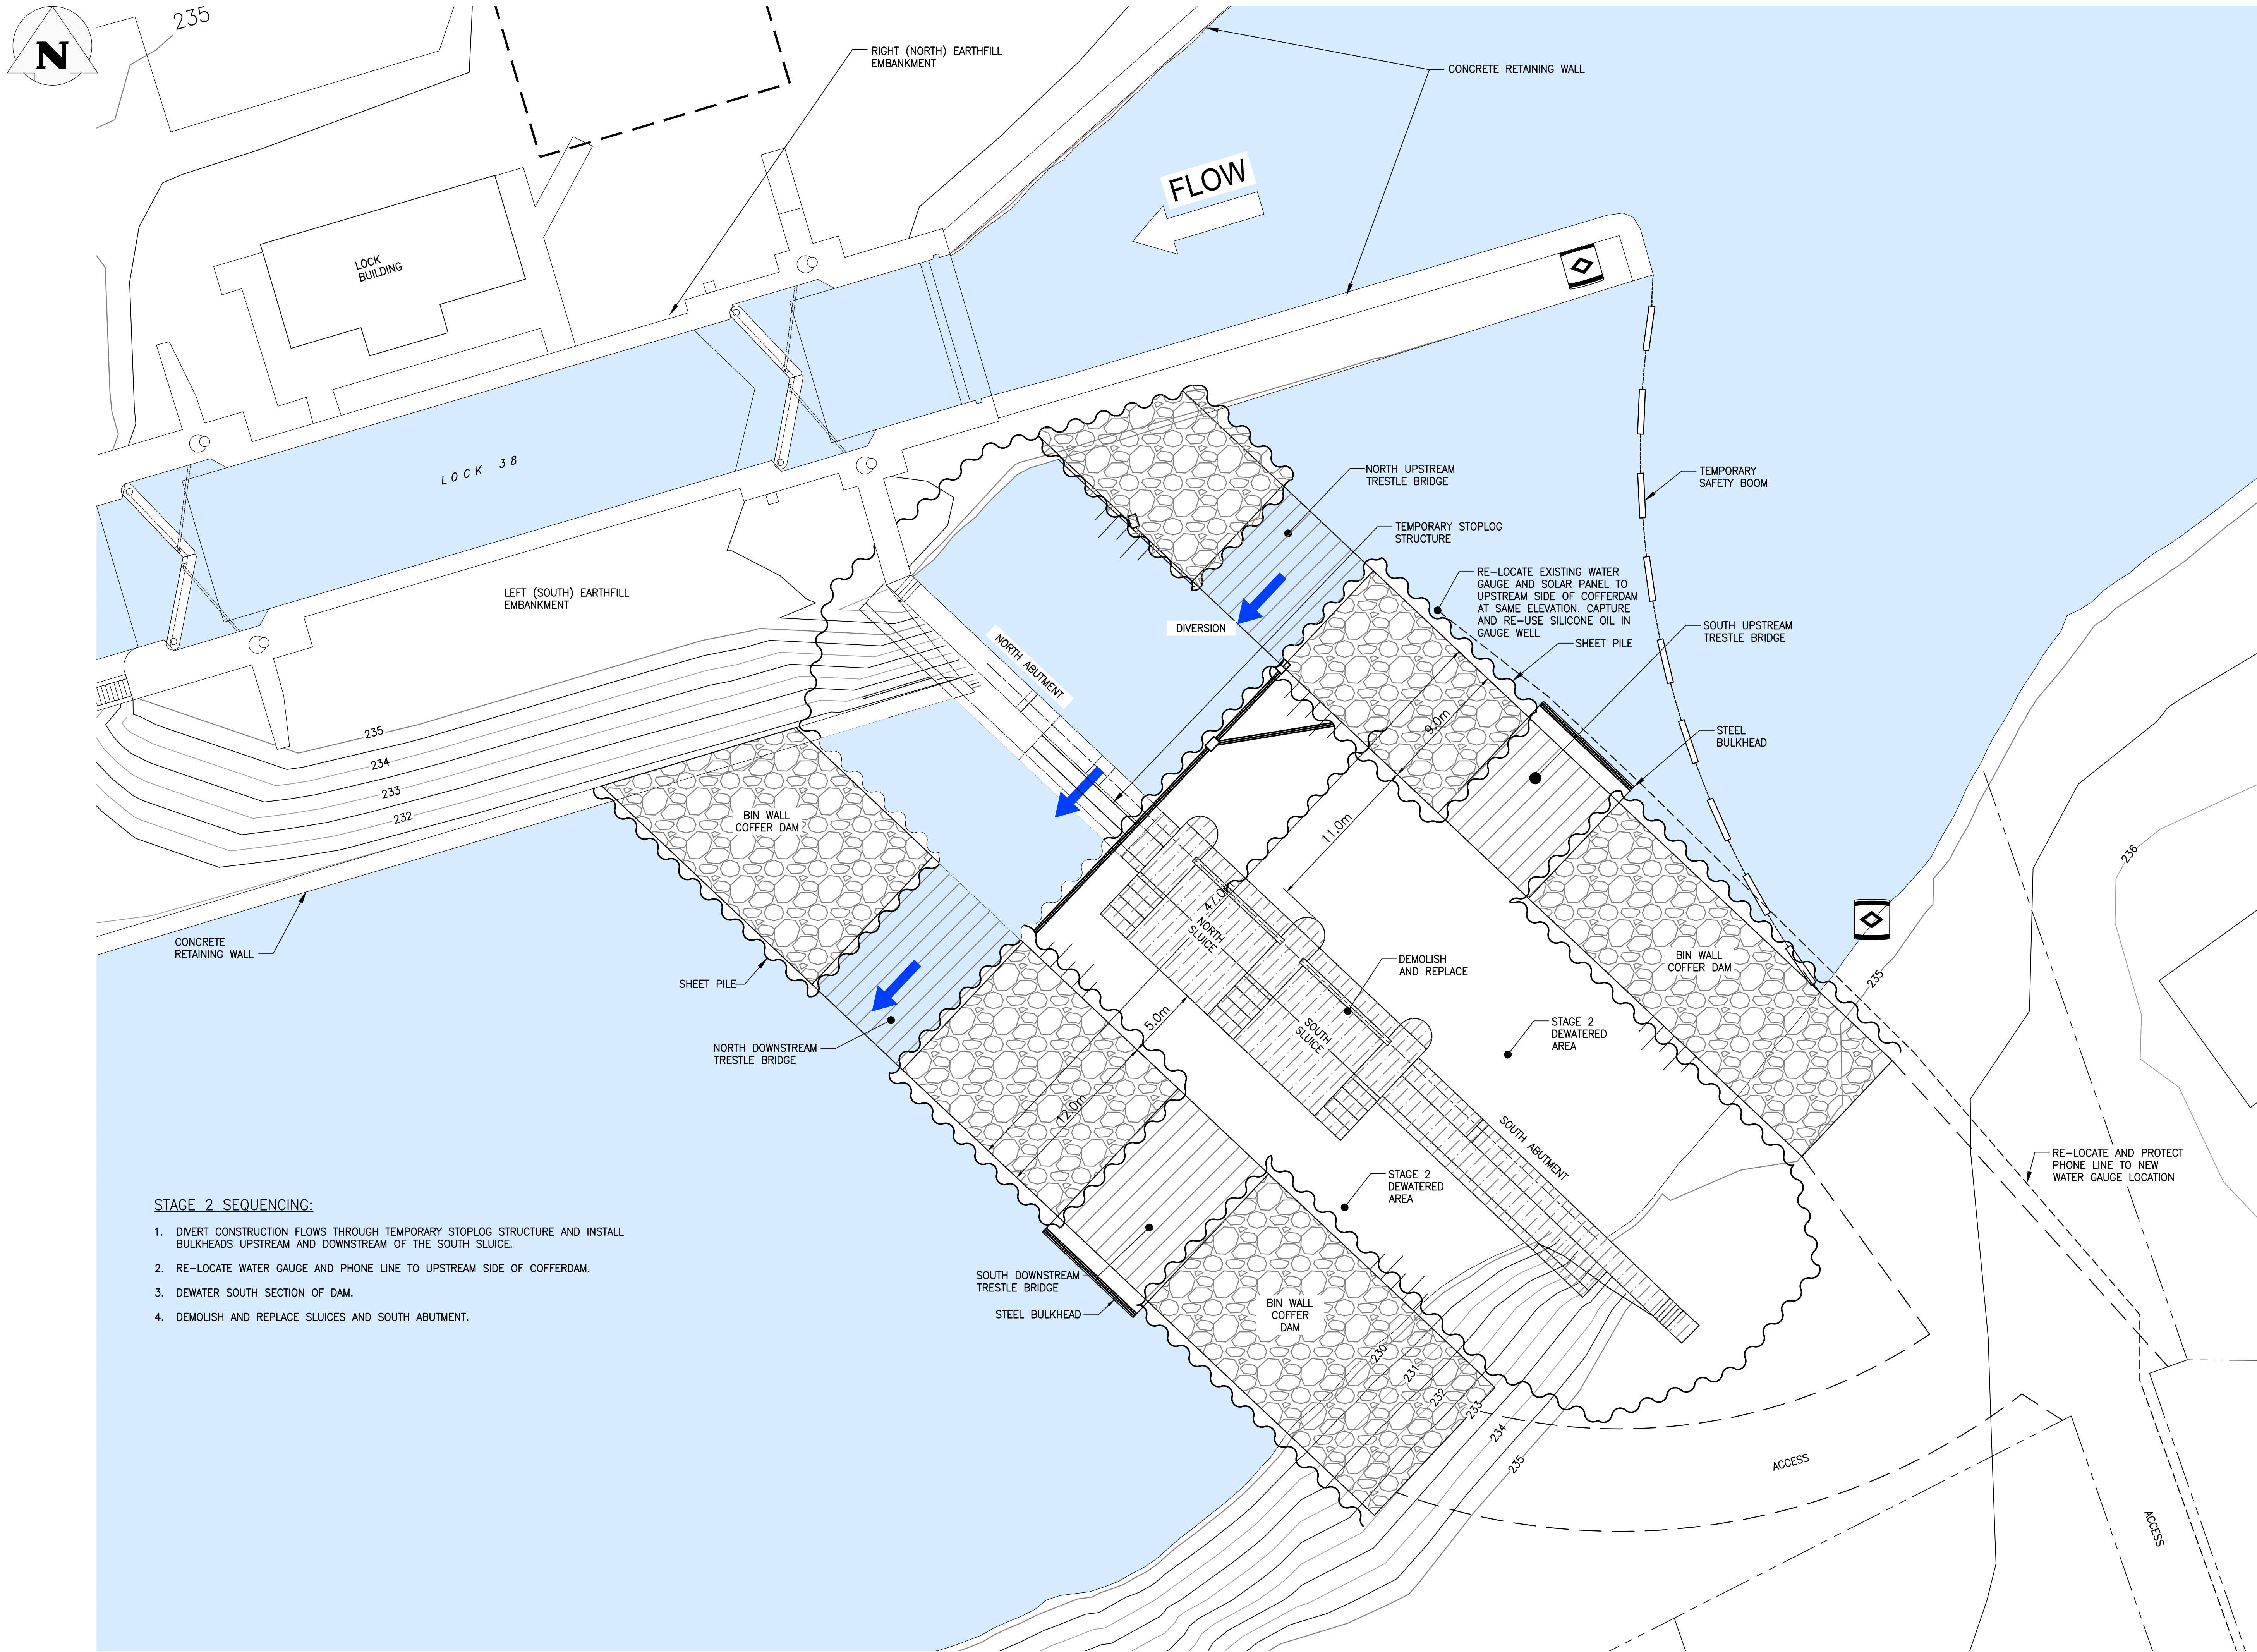 N
235
RIGHT (NORTH) EARTHFILL
EMBANKMENT
CONCRETE RETAINING WALL
FLOW
LOCK
BUILDING
LOCK 38
NORTH UPSTREAM
TRESTLE BRIDGE
TEMPORARY
SAFETY BOOM
TEMPORARY STOPLOG
STRUCTURE
RE-LOCATE EXISTING WATER
GAUGE AND SOLAR PANEL TO
UPSTREAM SIDE OF COFFERDAM
AT SAME ELEVATION. CAPTURE
AND RE-USE SILICONE OIL IN
GAUGE WELL
LEFT (SOUTH) EARTHFILL
EMBANKMENT
DIVERSION
SOUTH UPSTREAM
TRESTLE BRIDGE
SHEET PILE
NORTH ABUTMENT
235
234
233
232
9.0m
STEEL
BULKHEAD
BIN WALL
COFFER DAM
11.0m
236
47.0m
NORTH
SLUICE
CONCRETE
RETAINING WALL
SHEET PILE
DEMOLISH
AND REPLACE
BIN WALL
COFFER DAM
235
5.0m
SOUTH
SLUICE
STAGE 2
DEWATERED
AREA
NORTH DOWNSTREAM
TRESTLE BRIDGE
12.0m
SOUTH ABUTMENT
RE-LOCATE AND PROTECT
PHONE LINE TO NEW
WATER GAUGE LOCATION
STAGE 2
DEWATERED
AREA
STAGE 2 SEQUENCING:
1. DIVERT CONSTRUCTION FLOWS THROUGH TEMPORARY STOPLOG STRUCTURE AND INSTALL
BULKHEADS UPSTREAM AND DOWNSTREAM OF THE SOUTH SLUICE.
2. RE-LOCATE WATER GAUGE AND PHONE LINE TO UPSTREAM SIDE OF COFFERDAM.
3. DEWATER SOUTH SECTION OF DAM.
4. DEMOLISH AND REPLACE SLUICES AND SOUTH ABUTMENT.
SOUTH DOWNSTREAM
TRESTLE BRIDGE
STEEL BULKHEAD
BIN WALL
COFFER
DAM
230
231
232
233
234
235
ACCESS
ACCESS